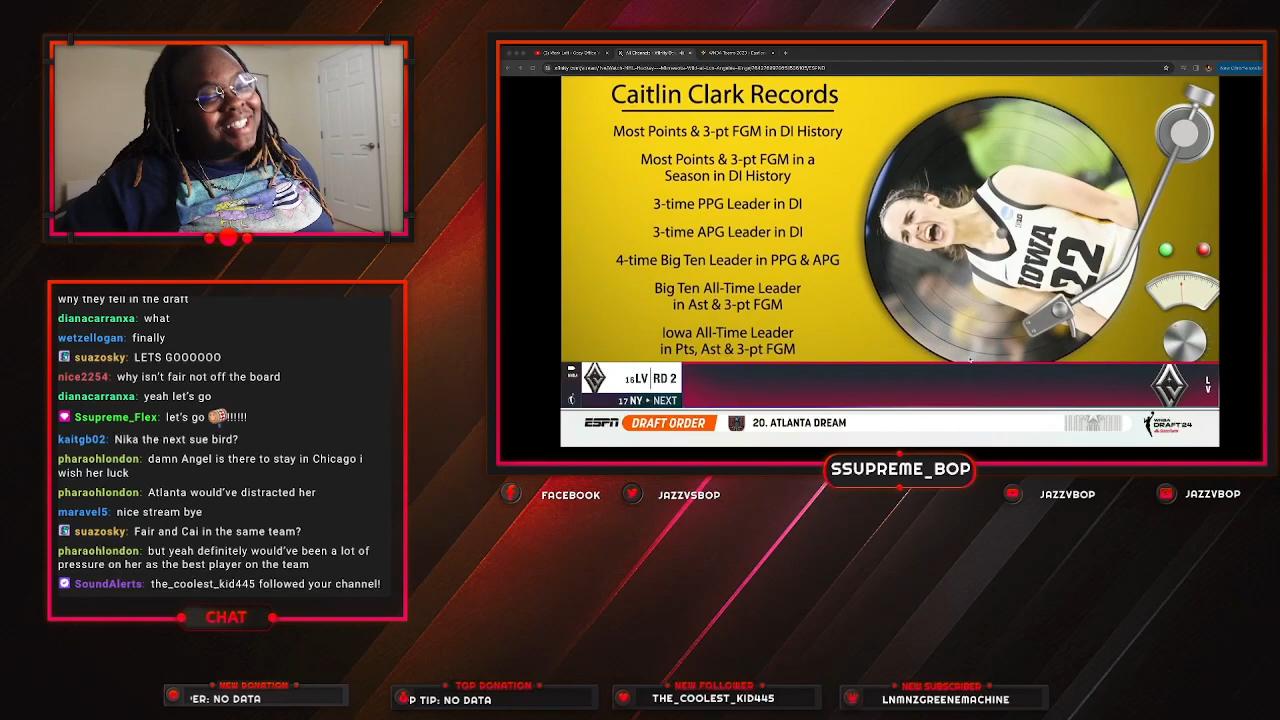 Caitlin Clark Records
Most Points & 3-pt FGM in DI History
Most Points & 3-pt FGM in a
Season in DI History
3-time PPG Leader in DI
3-time APG Leader in DI
4-time Big Ten Leader in PPG & APG
Big Ten All-Time Leader
in Ast & 3-pt FGM
Iowa All-Time Leader
in Pts, Ast & 3-pt FGM
IOWA
22
16 LV RD 2
17 NY ▸ NEXT
L
V
ESPN DRAFT ORDER 20. ATLANTA DREAM
DRAFT'24
SSUPREME_BOP
FACEBOOK JAZZVSBOP JAZZVBOP JAZZVBOP
why they fell in the draft
dianacarranxa: what
wetzellogan: finally
suazosky: LETS GOOOOOO
nice2254: why isn't fair not off the board
dianacarranxa: yeah let's go
Ssupreme_Flex: let's go !!!!!!
kaitgb02: Nika the next sue bird?
pharaohlondon: damn Angel is there to stay in Chicago i
wish her luck
pharaohlondon: Atlanta would've distracted her
maravel5: nice stream bye
suazosky: Fair and Cai in the same team?
pharaohlondon: but yeah definitely would've been a lot of
pressure on her as the best player on the team
SoundAlerts: the_coolest_kid445 followed your channel!
CHAT
NEW DONATION
ER: NO DATA
TOP DONATION
P TIP: NO DATA
NEW FOLLOWER
THE_COOLEST_KID445
NEW SUBSCRIBER
LNMNZGREENEMACHINE